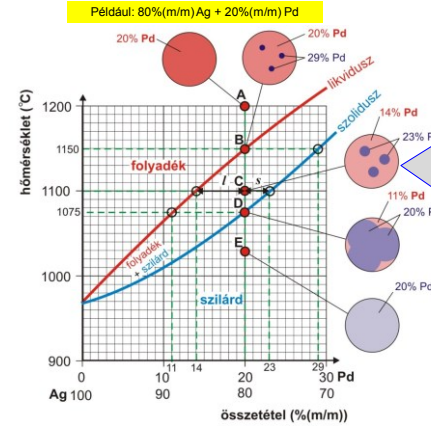 Például: 80%(m/m) Ag + 20%(m/m) Pd
20% Pd
20% Pd
29% Pd
likvidusz
szolidusz
hőmérséklet (°C)
1200
1150
1100
1075
1000
900
A
B
C
D
E
l
s
folyadék
folyadék
+ szilárd
szilárd
14% Pd
23% Pd
11% Pd
20% Pd
20% Pd
0 11 14 20 23 29 30 Pd
Ag 100 90 80 70
összetétel (%(m/m))